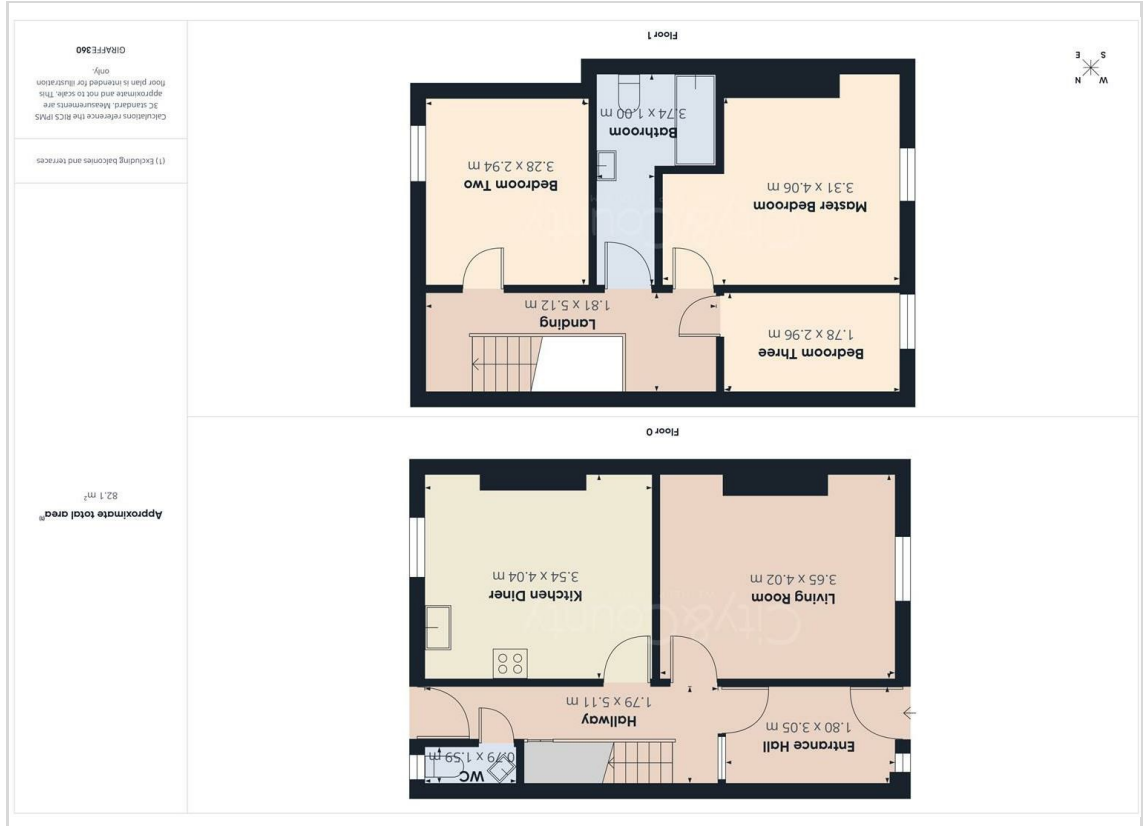 Floor 0
Entrance Hall
1.80 x 3.05 m
Hallway
1.79 x 5.11 m
WC
0.79 x 1.59 m
Living Room
3.65 x 4.02 m
Kitchen Diner
3.54 x 4.04 m
City&County
Floor 1
Bedroom Three
1.78 x 2.96 m
Landing
1.81 x 5.12 m
Master Bedroom
3.31 x 4.06 m
Bathroom
3.74 x 1.00 m
Bedroom Two
3.28 x 2.94 m
City&County
N
E
S
W
Approximate total area⁽¹⁾
82.1 m²
(1) Excluding balconies and terraces
Calculations reference the RICS IPMS
3C standard. Measurements are
approximate and not to scale. This
floor plan is intended for illustration
only.
GIRAFFE360